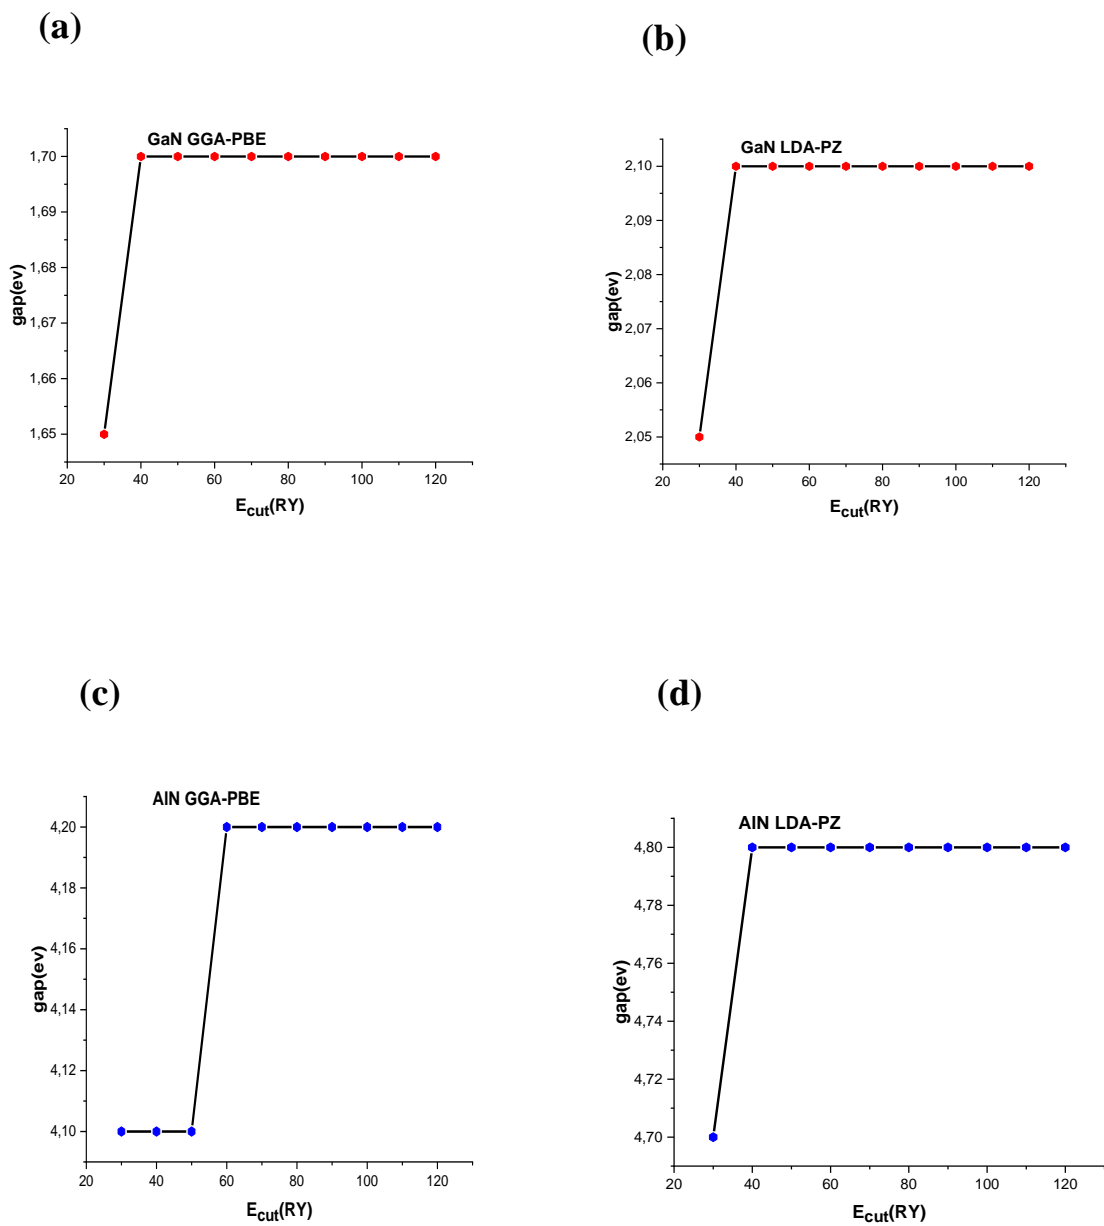 (a)
GaN GGA-PBE
1,70
1,69
1,68
1,67
1,66
1,65
gap(ev)
20 40 60 80 100 120
Ecut(RY)
(b)
GaN LDA-PZ
2,10
2,09
2,08
2,07
2,06
2,05
gap(ev)
20 40 60 80 100 120
Ecut(RY)
(c)
AlN GGA-PBE
4,20
4,18
4,16
4,14
4,12
4,10
gap(ev)
20 40 60 80 100 120
Ecut(RY)
(d)
AlN LDA-PZ
4,80
4,78
4,76
4,74
4,72
4,70
gap(ev)
20 40 60 80 100 120
Ecut(RY)